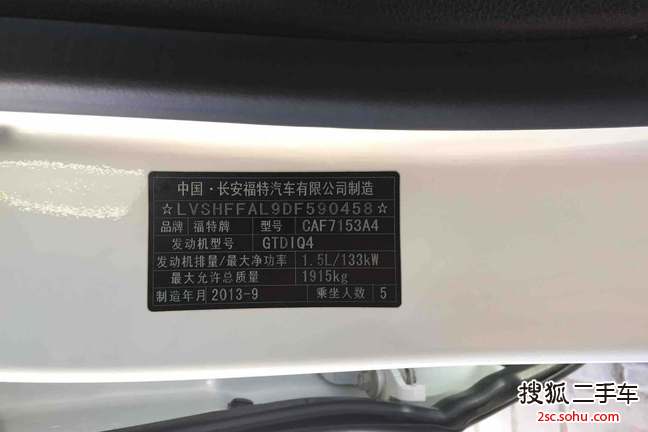 中国·长安福特汽车有限公司制造
☆LVSHFFAL9DF590458☆
品牌 福特牌 型号 CAF7153A4
发动机型号 GTDIQ4
发动机排量/最大净功率 1.5L/133kW
最大允许总质量 1915kg
制造年月 2013-9 乘坐人数 5
搜狐 二手车
2sc.sohu.com